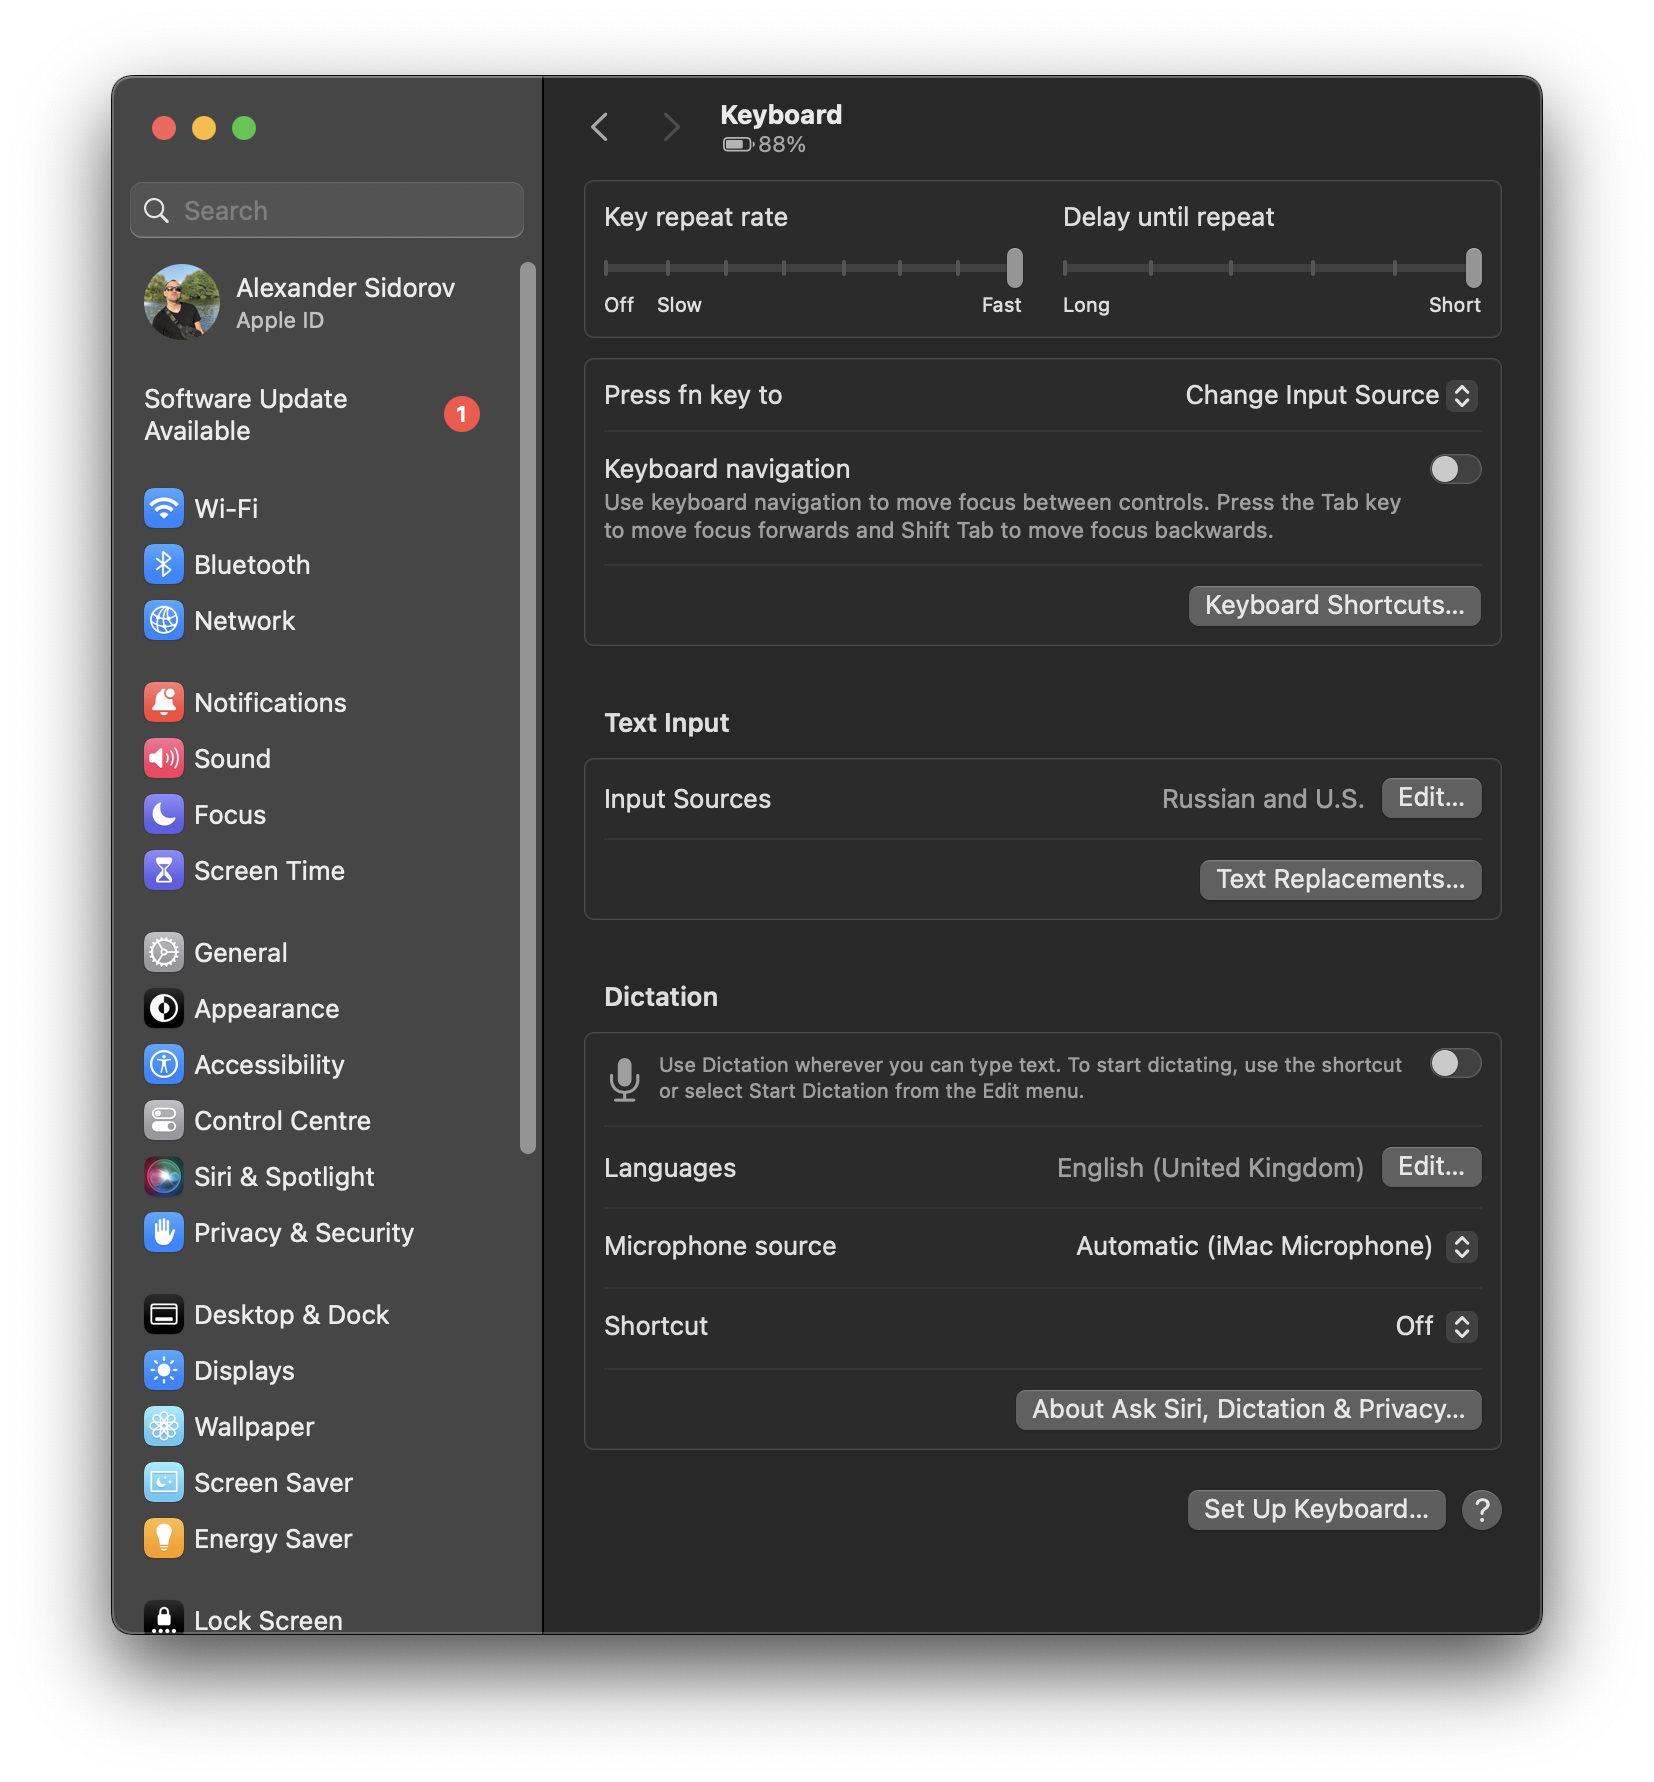 Search
Alexander Sidorov
Apple ID
Software Update
Available
1
Wi-Fi
Bluetooth
Network
Notifications
Sound
Focus
Screen Time
General
Appearance
Accessibility
Control Centre
Siri & Spotlight
Privacy & Security
Desktop & Dock
Displays
Wallpaper
Screen Saver
Energy Saver
Lock Screen
Keyboard
88%
Key repeat rate
Off Slow Fast
Delay until repeat
Long Short
Press fn key to Change Input Source
Keyboard navigation
Use keyboard navigation to move focus between controls. Press the Tab key
to move focus forwards and Shift Tab to move focus backwards.
Keyboard Shortcuts...
Text Input
Input Sources Russian and U.S. Edit...
Text Replacements...
Dictation
Use Dictation wherever you can type text. To start dictating, use the shortcut
or select Start Dictation from the Edit menu.
Languages English (United Kingdom) Edit...
Microphone source Automatic (iMac Microphone)
Shortcut Off
About Ask Siri, Dictation & Privacy...
Set Up Keyboard... ?